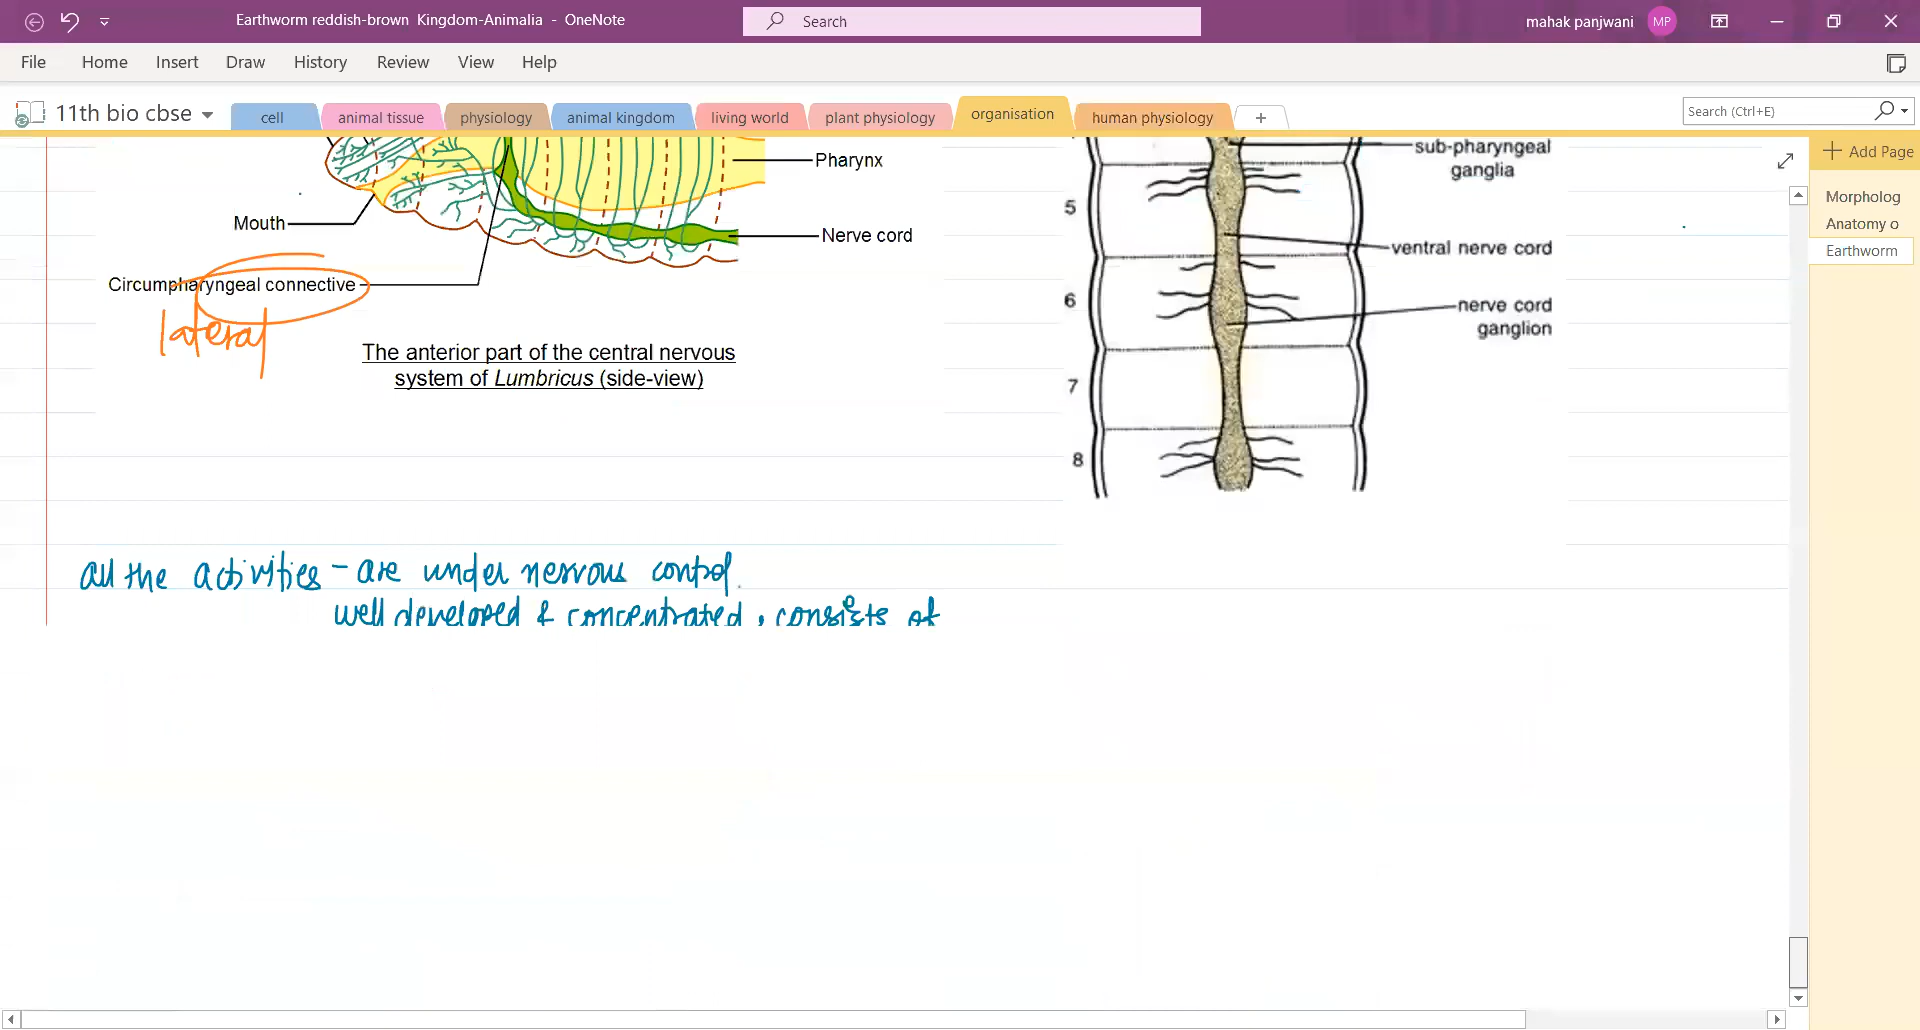 Earthworm reddish-brown Kingdom-Animalia - OneNote
Search
mahak panjwani
MP
File Home Insert Draw History Review View Help
11th bio cbse
cell
animal tissue
physiology
animal kingdom
living world
plant physiology
organisation
human physiology
+
Search (Ctrl+E)
Add Page
Morpholog
Anatomy o
Earthworm
Pharynx
Mouth
Nerve cord
Circumpharyngeal connective
lateral
The anterior part of the central nervous
system of Lumbricus (side-view)
sub-pharyngeal
ganglia
5
ventral nerve cord
6
nerve cord
ganglion
7
8
all the activities - are under nervous control.
well developed & concentrated, consists of